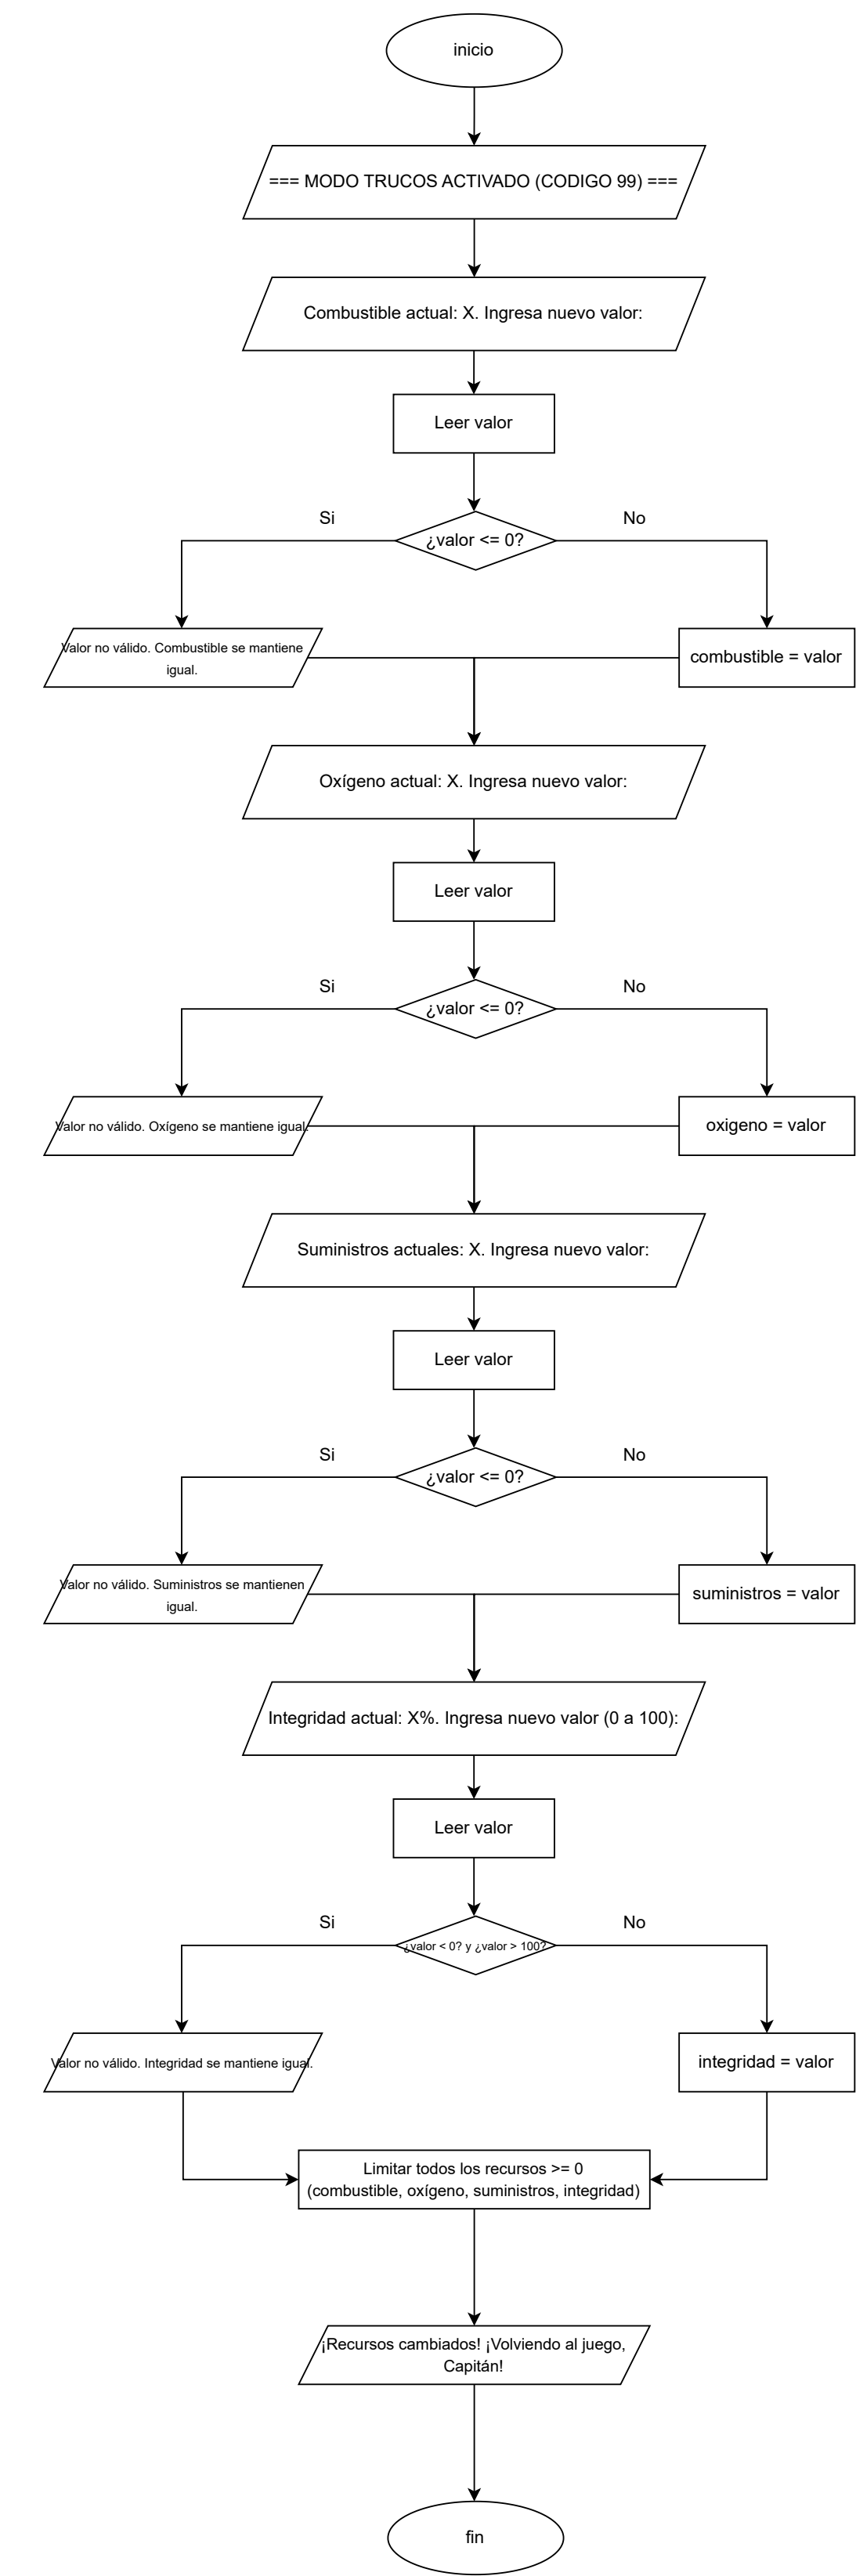 inicio
=== MODO TRUCOS ACTIVADO (CODIGO 99) ===
Combustible actual: X. Ingresa nuevo valor:
Leer valor
Si
¿valor <= 0?
No
Valor no válido. Combustible se mantiene
igual.
combustible = valor
Oxígeno actual: X. Ingresa nuevo valor:
Leer valor
Si
¿valor <= 0?
No
Valor no válido. Oxígeno se mantiene igual.
oxigeno = valor
Suministros actuales: X. Ingresa nuevo valor:
Leer valor
Si
¿valor <= 0?
No
Valor no válido. Suministros se mantienen
igual.
suministros = valor
Integridad actual: X%. Ingresa nuevo valor (0 a 100):
Leer valor
Si
¿valor < 0? y ¿valor > 100?
No
Valor no válido. Integridad se mantiene igual.
integridad = valor
Limitar todos los recursos >= 0
(combustible, oxígeno, suministros, integridad)
¡Recursos cambiados! ¡Volviendo al juego,
Capitán!
fin